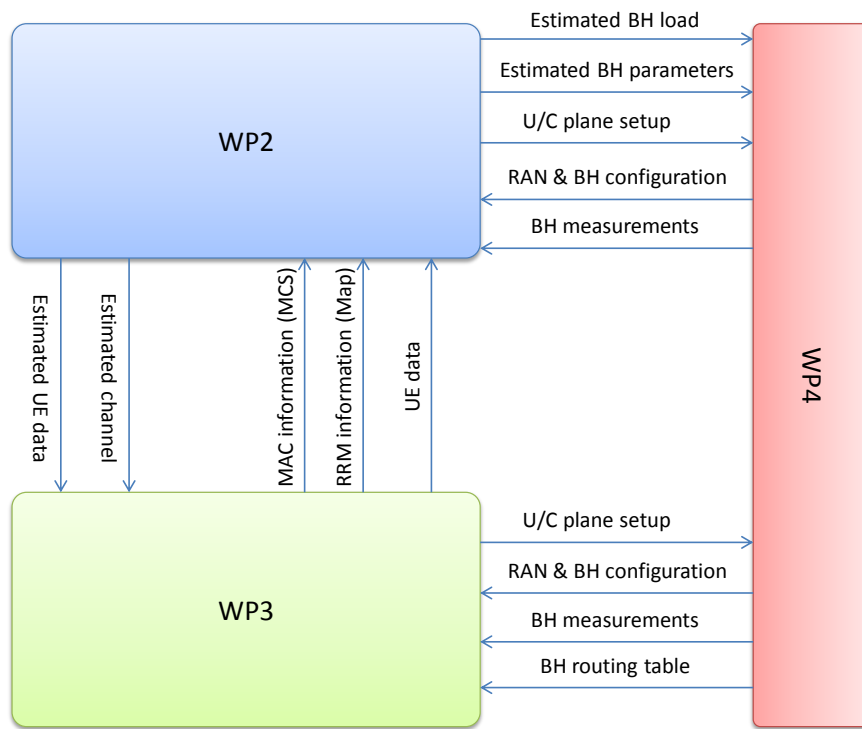 Estimated BH load
Estimated BH parameters
U/C plane setup
RAN & BH configuration
BH measurements
WP2
Estimated UE data
Estimated channel
MAC information (MCS)
RRM information (Map)
UE data
WP4
U/C plane setup
RAN & BH configuration
BH measurements
BH routing table
WP3